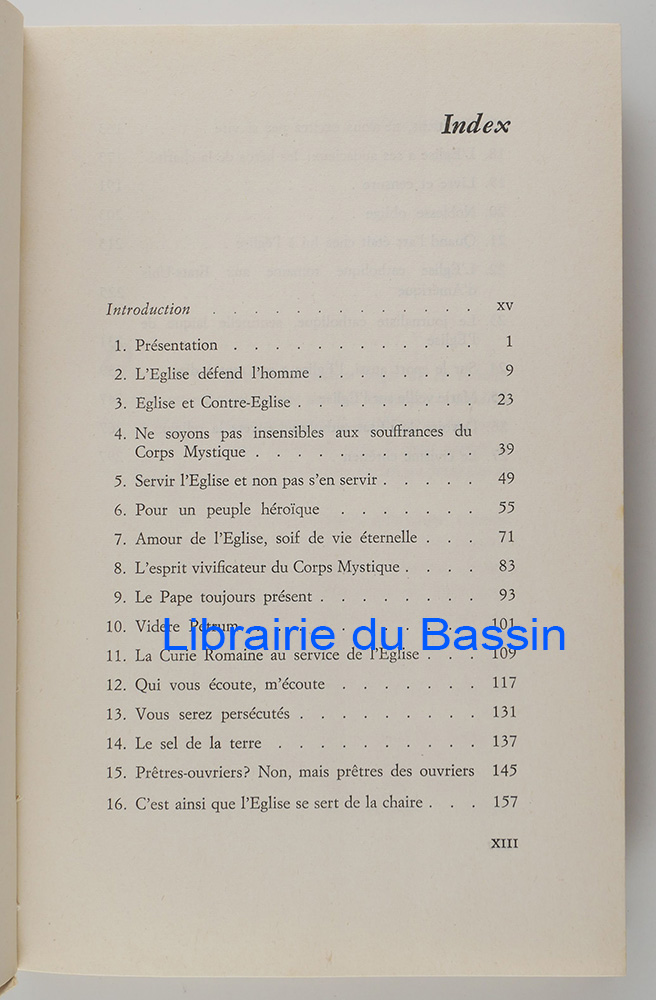 Index
Introduction . . . . . . . . . . . . . XV
1. Présentation . . . . . . . . . . . . 1
2. L'Eglise défend l'homme . . . . . . . . 9
3. Eglise et Contre-Eglise . . . . . . . . . 23
4. Ne soyons pas insensibles aux souffrances du
Corps Mystique . . . . . . . . . . . 39
5. Servir l'Eglise et non pas s'en servir . . . . . 49
6. Pour un peuple héroïque . . . . . . . 55
7. Amour de l'Eglise, soif de vie éternelle . . . 71
8. L'esprit vivificateur du Corps Mystique . . . . 83
9. Le Pape toujours présent . . . . . . . . 93
10. Videre Petrum . . . . . . . . . . . 101
Librairie du Bassin
11. La Curie Romaine au service de l'Eglise . . . 109
12. Qui vous écoute, m'écoute . . . . . . . 117
13. Vous serez persécutés . . . . . . . . . 131
14. Le sel de la terre . . . . . . . . . . 137
15. Prêtres-ouvriers? Non, mais prêtres des ouvriers 145
16. C'est ainsi que l'Eglise se sert de la chaire . . . 157
XIII